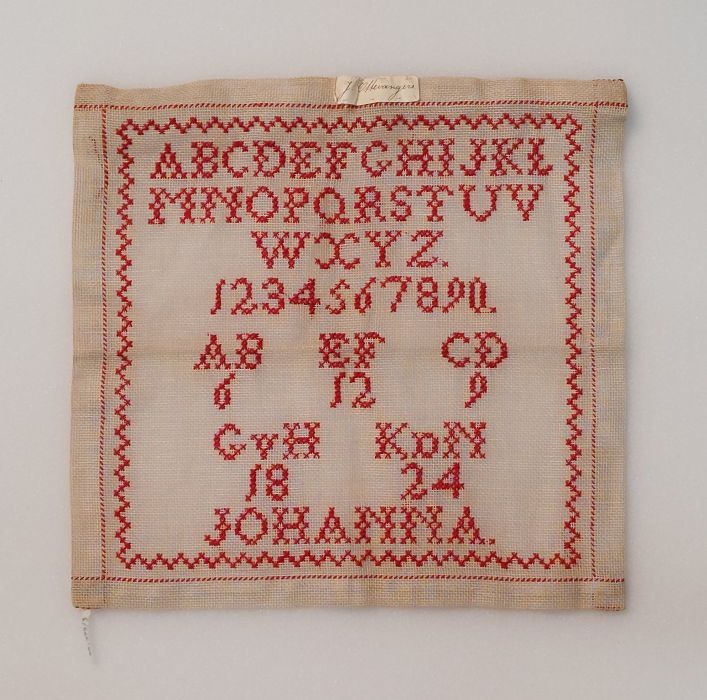 ABCDEFGHIJKL
MNOPQRSTUV
WXYZ.
1234567890.
AB EF CD
6 12 9
GvH KDN
18 24
JOHANNA.